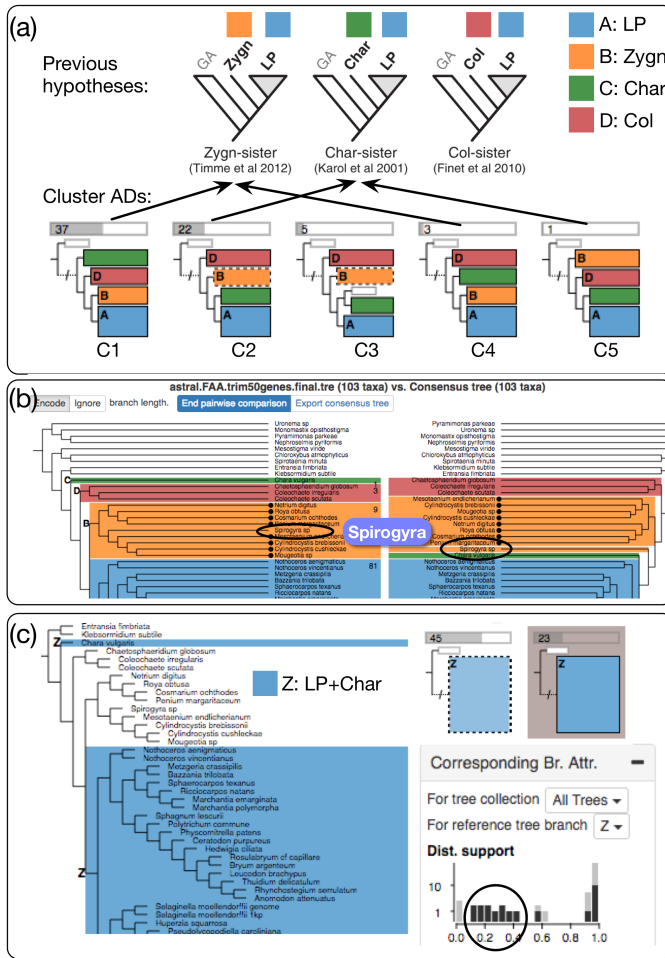 (a)
Previous
hypotheses:
GA
Zygn
LP
GA
Char
LP
GA
Col
LP
A: LP
B: Zygn
C: Char
D: Col
Zygn-sister
(Timme et al 2012)
Char-sister
(Karol et al 2001)
Col-sister
(Finet et al 2010)
Cluster ADs:
37
22
5
3
1
D
B
A
D
B
A
D
B
A
D
B
A
B
D
A
C1
C2
C3
C4
C5
(b)
astral.FAA.trim50genes.final.tre (103 taxa) vs. Consensus tree (103 taxa)
Encode
Ignore
branch length.
End pairwise comparison
Export consensus tree
Uronema sp
Monomastix opisthostigma
Pyramimonas parkeae
Nephroselmis pyriformis
Mesostigma viride
Chlorokybus atmophyticus
Spirotaenia minuta
Entransia fimbriata
Klebsormidium subtile
Chara vulgaris
Chaetosphaeridium globosum
Coleochaete irregularis
Coleochaete scutata
Netrium digitus
Roya obtusa
Cosmarium ochthodes
Spirogyra sp
Cylindrocystis brebissonii
Cylindrocystis cushleckae
Mougeotia sp
Nothoceros aenigmaticus
Nothoceros vincentianus
Metzgeria crassipilis
Bazzania trilobata
Sphaerocarpos texanus
Ricciocarpos natans
C
D
B
1
3
9
81
Spirogyra
Pyramimonas parkeae
Uronema sp
Monomastix opisthostigma
Nephroselmis pyriformis
Mesostigma viride
Chlorokybus atmophyticus
Spirotaenia minuta
Klebsormidium subtile
Entransia fimbriata
Chaetosphaeridium globosum
Coleochaete irregularis
Coleochaete scutata
Mesotaenium endlicherianum
Cylindrocystis brebissonii
Mougeotia sp
Cylindrocystis cushleckae
Netrium digitus
Roya obtusa
Cosmarium ochthodes
Penium margaritaceum
Spirogyra sp
Chara vulgaris
Nothoceros aenigmaticus
Nothoceros vincentianus
Bazzania trilobata
Metzgeria crassipilis
Sphaerocarpos texanus
(c)
Entransia fimbriata
Klebsormidium subtile
Z
Chara vulgaris
Chaetosphaeridium globosum
Coleochaete irregularis
Coleochaete scutata
Netrium digitus
Roya obtusa
Cosmarium ochthodes
Penium margaritaceum
Spirogyra sp
Mesotaenium endlicherianum
Cylindrocystis brebissonii
Cylindrocystis cushleckae
Mougeotia sp
Nothoceros aenigmaticus
Nothoceros vincentianus
Metzgeria crassipilis
Bazzania trilobata
Sphaerocarpos texanus
Ricciocarpos natans
Marchantia emarginata
Marchantia polymorpha
Sphagnum lescurii
Polytrichum commune
Physcomitrella patens
Ceratodon purpureus
Hedwigia ciliata
Rosulabryum cf capillare
Bryum argenteum
Leucodon brachypus
Thuidium delicatulum
Rhynchostegium serrulatum
Anomodon attenuatus
Z
Selaginella moellendorffii genome
Selaginella moellendorffii 1kp
Huperzia squarrosa
Pseudolycopodiella caroliniana
Z: LP+Char
45
Z
23
Z
Corresponding Br. Attr.
For tree collection
All Trees
For reference tree branch
Z
Dist. support
10
1
0.0
0.2
0.4
0.6
0.8
1.0